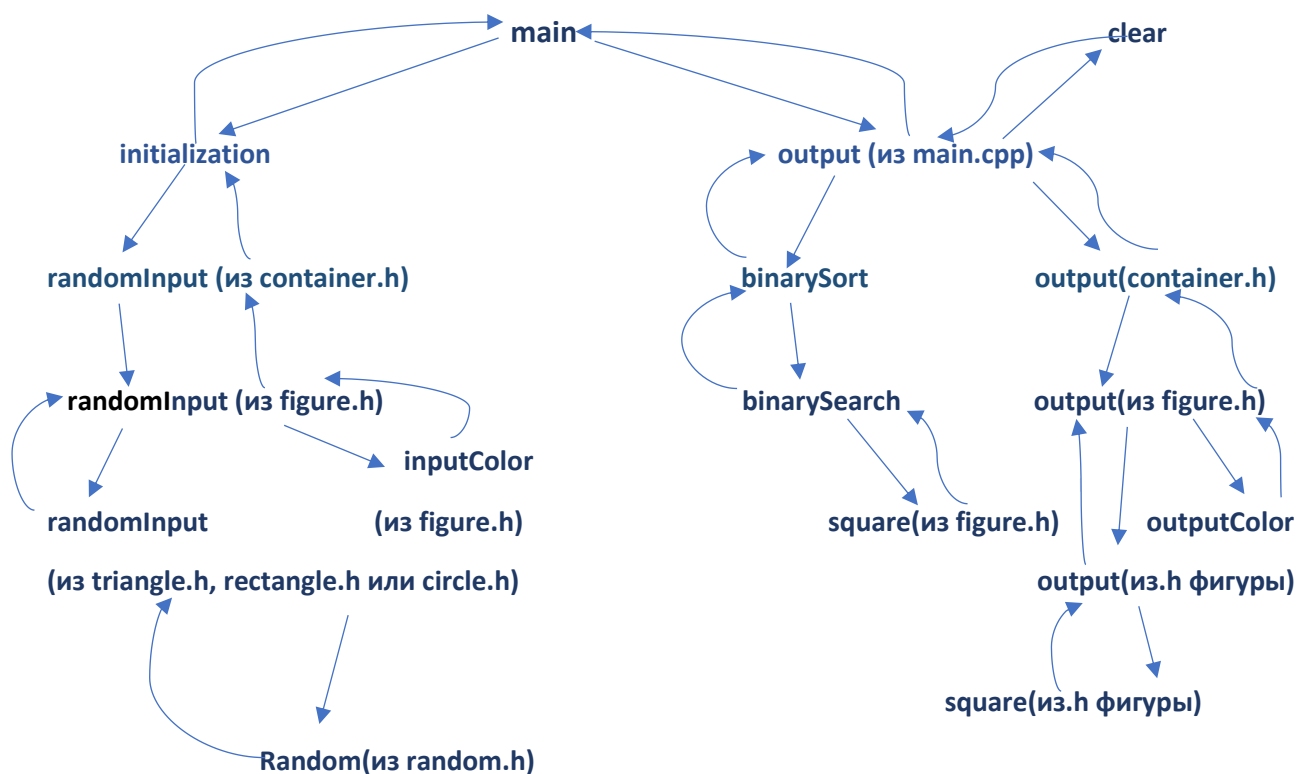 main
clear
initialization
output (из main.cpp)
randomInput (из container.h)
binarySort
output(container.h)
randomInput (из figure.h)
binarySearch
output(из figure.h)
inputColor
randomInput
(из figure.h)
square(из figure.h)
outputColor
(из triangle.h, rectangle.h или circle.h)
output(из.h фигуры)
square(из.h фигуры)
Random(из random.h)